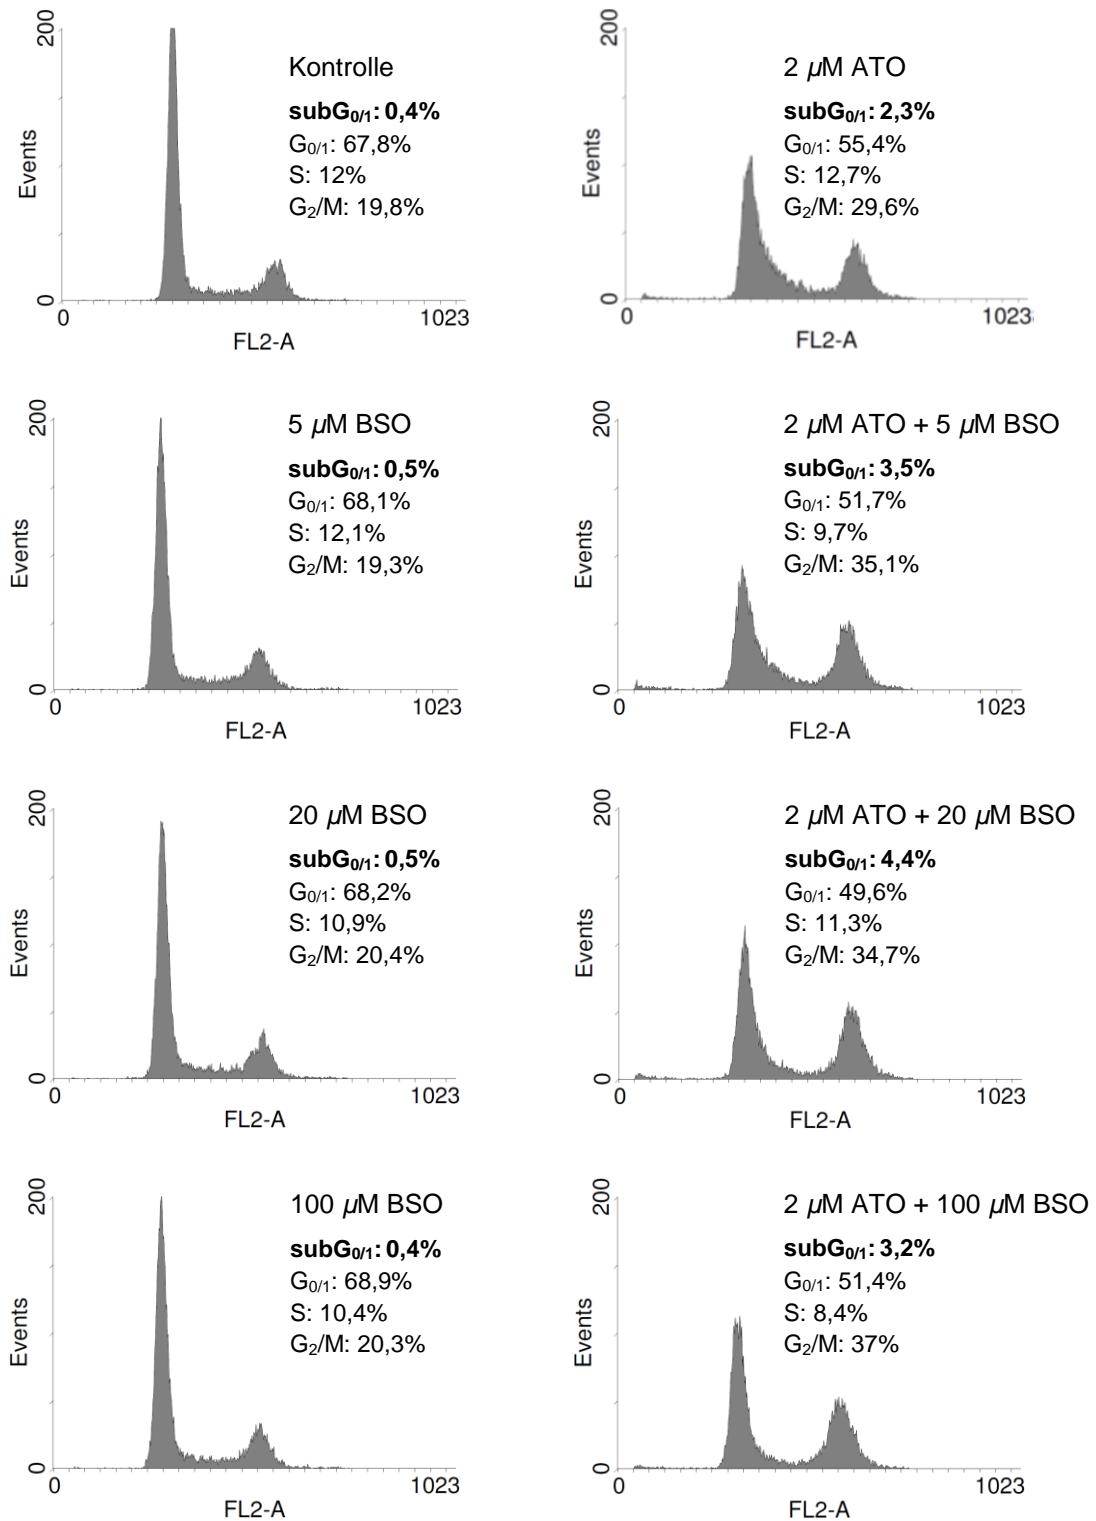 200
Events
0
0
1023
FL2-A
Kontrolle
subG0/1: 0,4%
G0/1: 67,8%
S: 12%
G2/M: 19,8%
200
Events
0
0
1023
FL2-A
2 µM ATO
subG0/1: 2,3%
G0/1: 55,4%
S: 12,7%
G2/M: 29,6%
200
Events
0
0
1023
FL2-A
5 µM BSO
subG0/1: 0,5%
G0/1: 68,1%
S: 12,1%
G2/M: 19,3%
200
Events
0
0
1023
FL2-A
2 µM ATO + 5 µM BSO
subG0/1: 3,5%
G0/1: 51,7%
S: 9,7%
G2/M: 35,1%
200
Events
0
0
1023
FL2-A
20 µM BSO
subG0/1: 0,5%
G0/1: 68,2%
S: 10,9%
G2/M: 20,4%
200
Events
0
0
1023
FL2-A
2 µM ATO + 20 µM BSO
subG0/1: 4,4%
G0/1: 49,6%
S: 11,3%
G2/M: 34,7%
200
Events
0
0
1023
FL2-A
100 µM BSO
subG0/1: 0,4%
G0/1: 68,9%
S: 10,4%
G2/M: 20,3%
200
Events
0
0
1023
FL2-A
2 µM ATO + 100 µM BSO
subG0/1: 3,2%
G0/1: 51,4%
S: 8,4%
G2/M: 37%